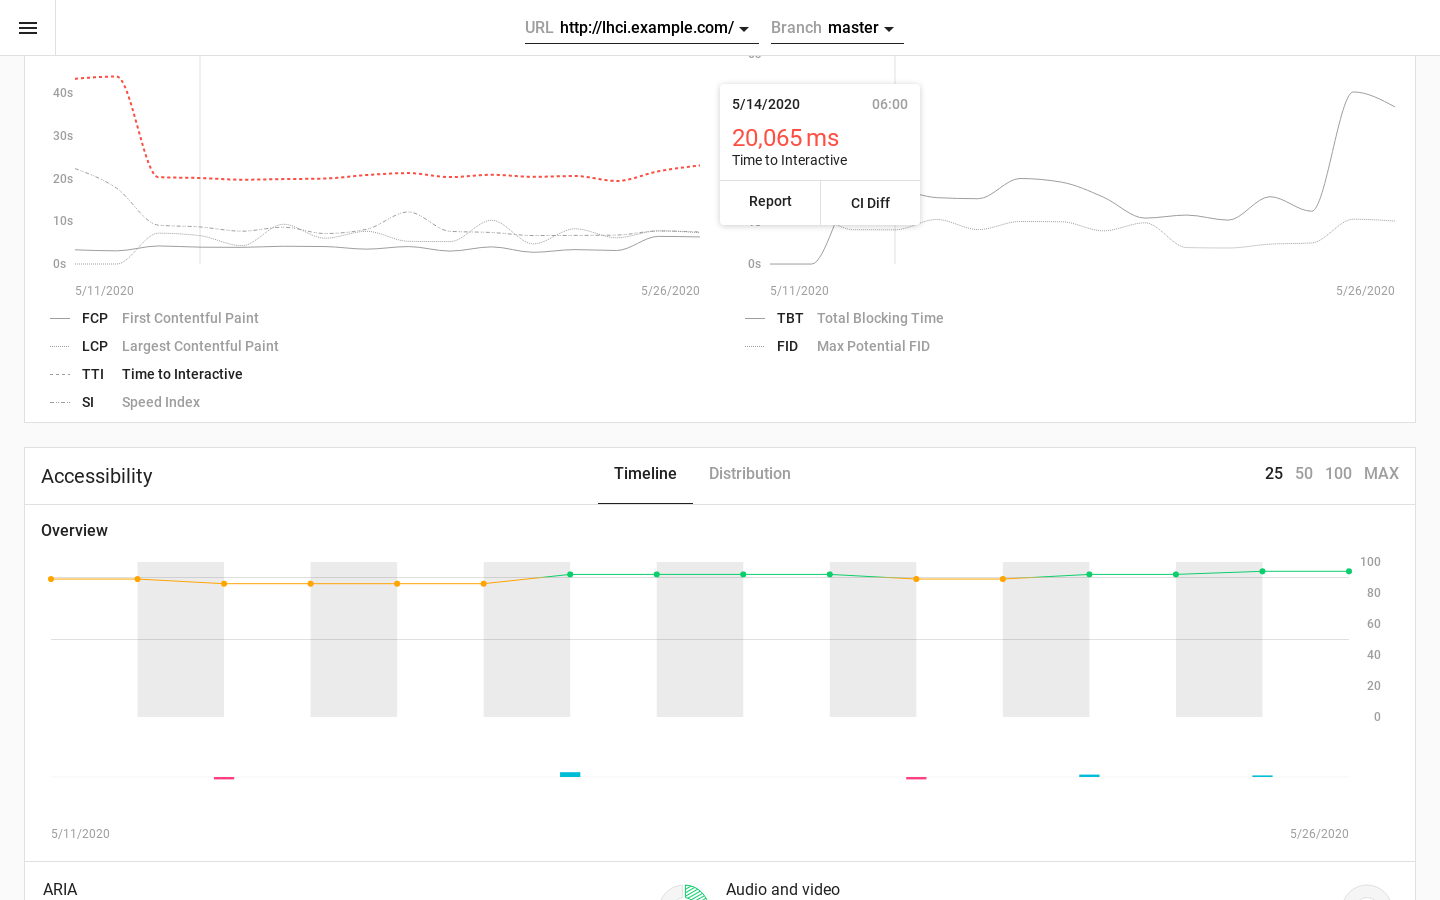 URL http://lhci.example.com/ Branch master
40s
30s
20s
10s
0s
5/11/2020 5/26/2020
FCP First Contentful Paint
LCP Largest Contentful Paint
TTI Time to Interactive
SI Speed Index
5/14/2020 06:00
20,065 ms
Time to Interactive
Report CI Diff
0s
5/11/2020 5/26/2020
TBT Total Blocking Time
FID Max Potential FID
Accessibility Timeline Distribution 25 50 100 MAX
Overview
100
80
60
40
20
0
5/11/2020 5/26/2020
ARIA Audio and video